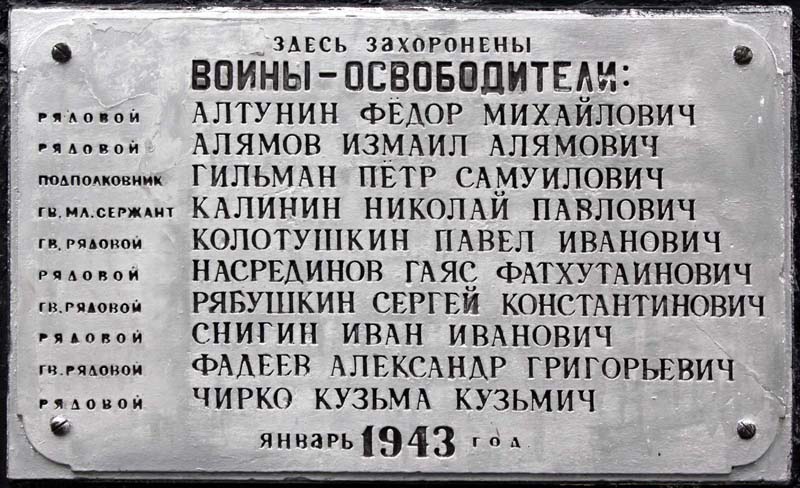 ЗДЕСЬ ЗАХОРОНЕНЫ
ВОИНЫ-ОСВОБОДИТЕЛИ:
РЯДОВОЙ АЛТУНИН ФЁДОР МИХАЙЛОВИЧ
РЯДОВОЙ АЛЯМОВ ИЗМАИЛ АЛЯМОВИЧ
ПОДПОЛКОВНИК ГИЛЬМАН ПЁТР САМУИЛОВИЧ
ГВ. МЛ. СЕРЖАНТ КАЛИНИН НИКОЛАЙ ПАВЛОВИЧ
ГВ. РЯДОВОЙ КОЛОТУШКИН ПАВЕЛ ИВАНОВИЧ
РЯДОВОЙ НАСРЕДИНОВ ГАЯС ФАТХУТАИНОВИЧ
ГВ. РЯДОВОЙ РЯБУШКИН СЕРГЕЙ КОНСТАНТИНОВИЧ
РЯДОВОЙ СНИГИН ИВАН ИВАНОВИЧ
ГВ. РЯДОВОЙ ФАДЕЕВ АЛЕКСАНДР ГРИГОРЬЕВИЧ
РЯДОВОЙ ЧИРКО КУЗЬМА КУЗЬМИЧ
ЯНВАРЬ 1943 ГОД.